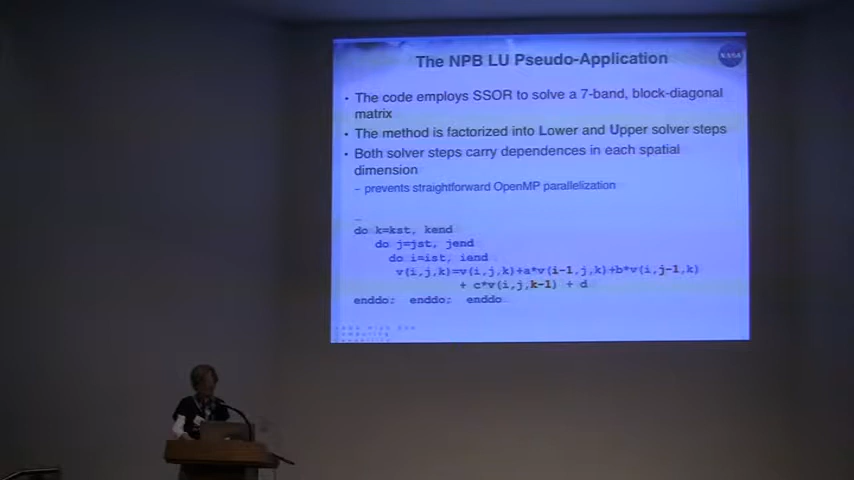 The NPB LU Pseudo-Application
NASA
• The code employs SSOR to solve a 7-band, block-diagonal
matrix
• The method is factorized into Lower and Upper solver steps
• Both solver steps carry dependences in each spatial
dimension
– prevents straightforward OpenMP parallelization
do k=kst, kend
do j=jst, jend
do i=ist, iend
v(i,j,k)=v(i,j,k)+a*v(i-1,j,k)+b*v(i,j-1,k)
+ c*v(i,j,k-1) + d
enddo; enddo; enddo